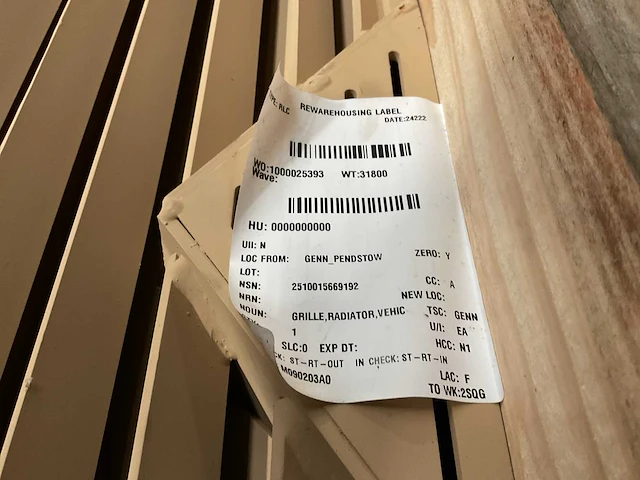 REWAREHOUSING LABEL
DATE:24222
WO:1000025393 WT:31800
Wave:
HU: 0000000000
UII: N
LOC FROM: GENN_PENDSTOW ZERO: Y
LOT:
NSN: 2510015669192 CC: A
NRN: NEW LOC:
NOUN: GRILLE,RADIATOR,VEHIC TSC: GENN
1 U/I: EA
SLC:0 EXP DT: HCC: N1
CK: ST-RT-OUT IN CHECK: ST-RT-IN
M090203A0 LAC: F
TO WK:2SQG